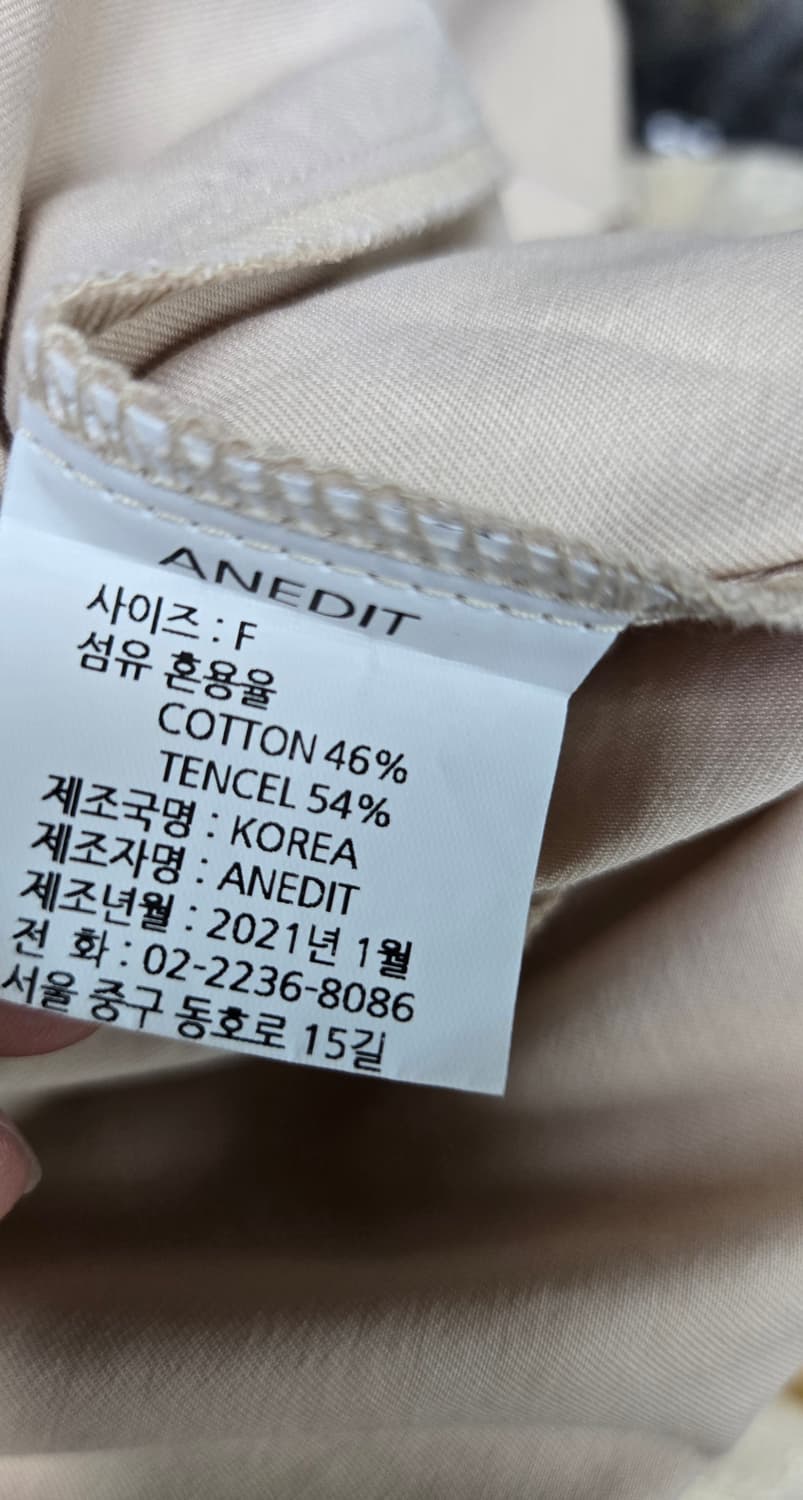 ANEDIT
사이즈 : F
섬유 혼용율
COTTON 46%
TENCEL 54%
제조국명 : KOREA
제조자명 : ANEDIT
제조년월 : 2021년 1월
전 화 : 02-2236-8086
서울 중구 동호로 15길